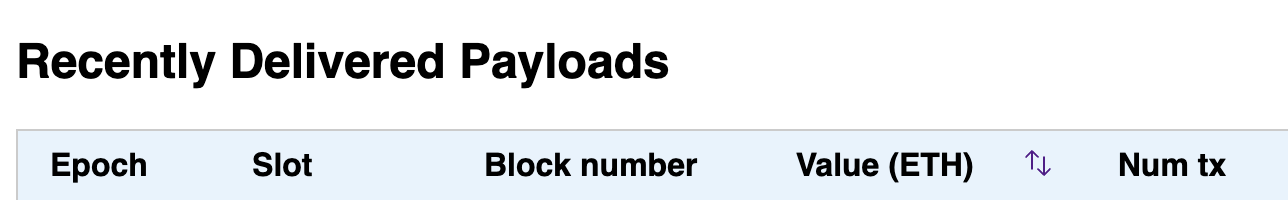 Recently Delivered Payloads
Epoch Slot Block number Value (ETH) ↑↓ Num tx